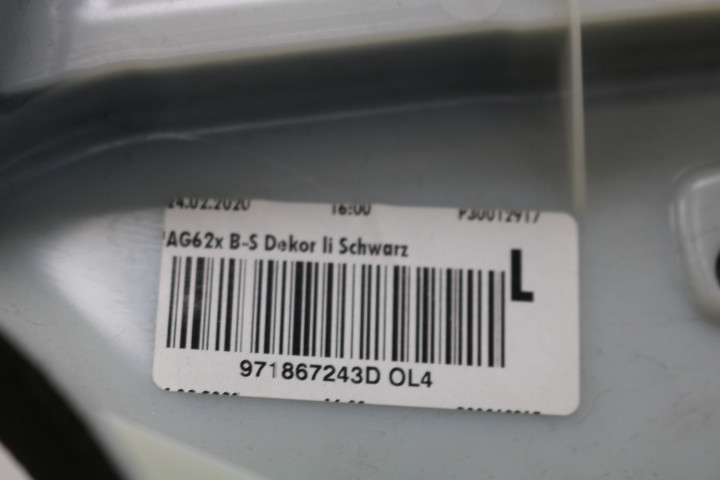 24.02.2020 16:00 P30012917
AG62x B-S Dekor li Schwarz
L
971867243D OL4